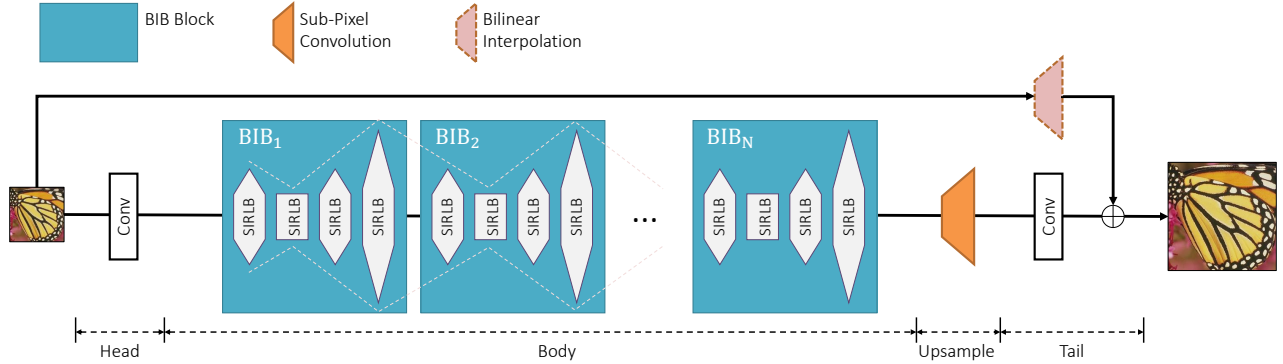 BIB Block
Sub-Pixel
Convolution
Bilinear
Interpolation
BIB1
BIB2
BIBN
Conv
SIRLB
SIRLB
SIRLB
SIRLB
SIRLB
SIRLB
SIRLB
SIRLB
...
SIRLB
SIRLB
SIRLB
SIRLB
Conv
Head
Body
Upsample
Tail